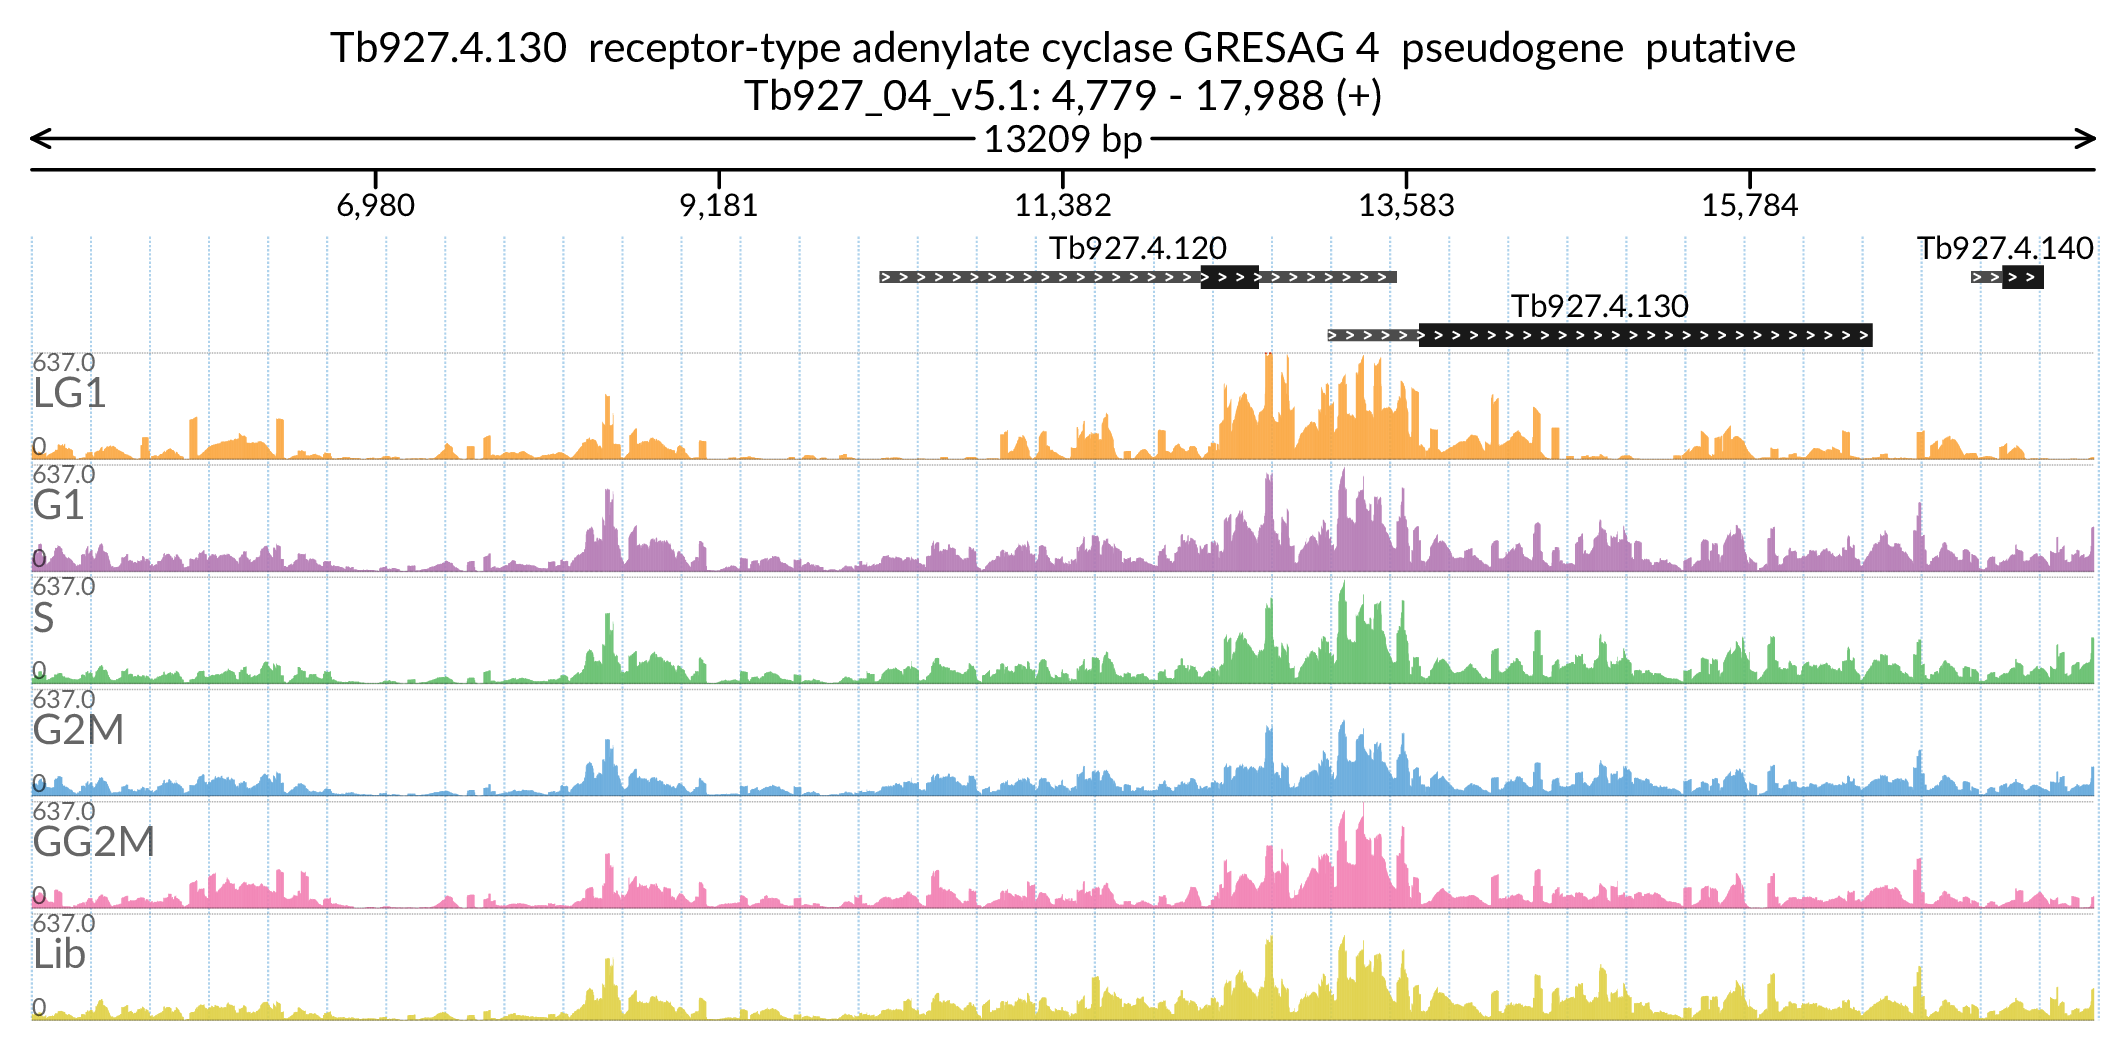 Tb927.4.130 receptor-type adenylate cyclase GRESAG 4 pseudogene putative
Tb927_04_v5.1: 4,779 - 17,988 (+)
13209 bp
6,980 9,181 11,382 13,583 15,784
Tb927.4.120 Tb927.4.140
Tb927.4.130
637.0
LG1
0
637.0
G1
0
637.0
S
0
637.0
G2M
0
637.0
GG2M
0
637.0
Lib
0